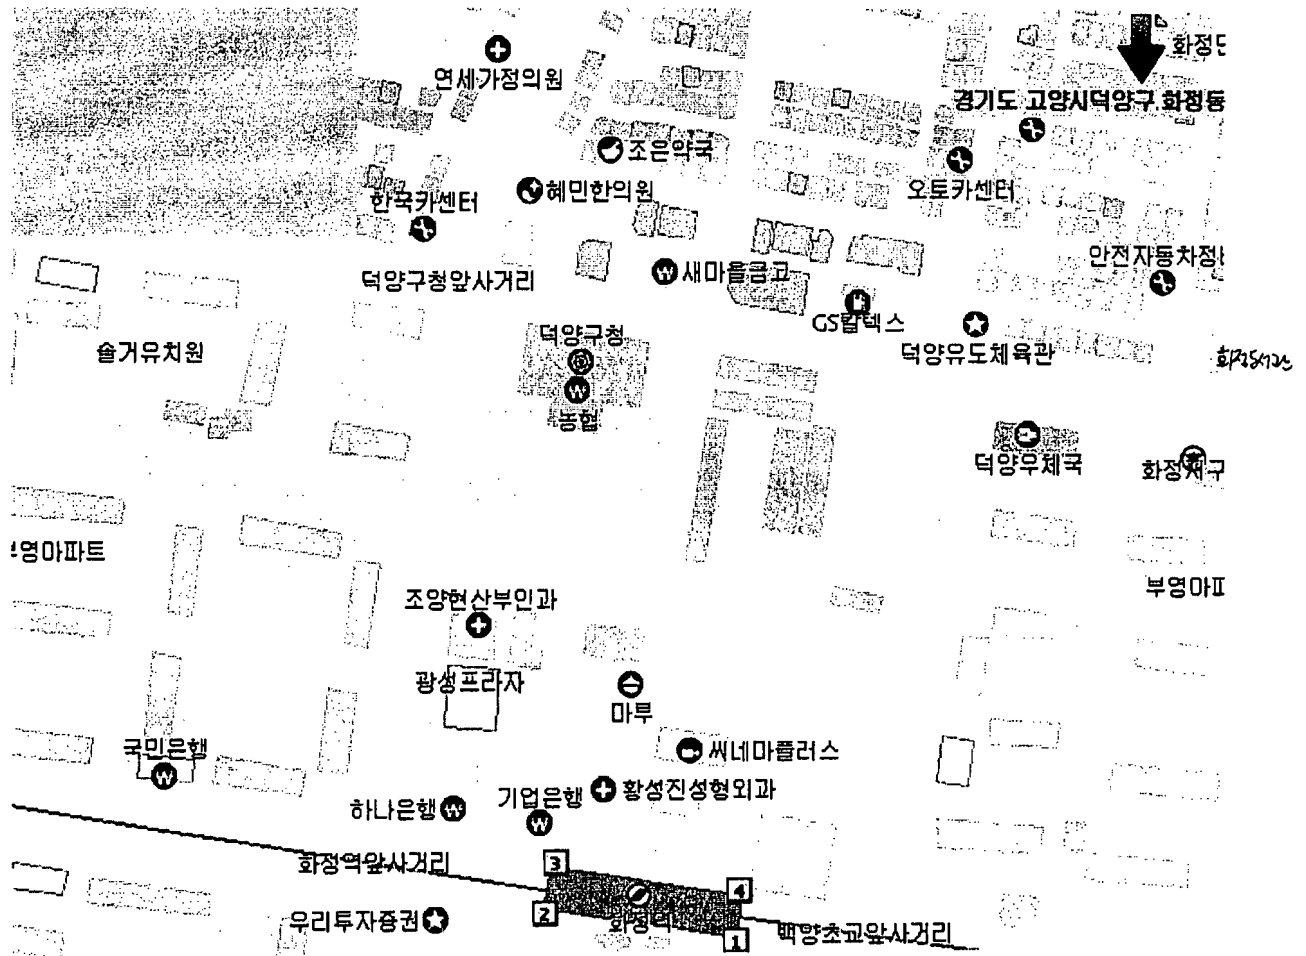 화정
연세가정의원
경기도 고양시덕양구 화정동
조은약국
혜민한의원
오토카센터
한국카센터
안전자동차정
덕양구청앞사거리
새마을금고
GS칼텍스
덕양구청
덕양유도체육관
솔거유치원
농협
덕양우체국
화정지구
부영아파트
부영아파
조양현산부인과
광성프라자
마루
국민은행
씨네마플러스
황성진성형외과
기업은행
하나은행
화정역앞사거리
3
4
2
화정역
1
우리투자증권
백양초교앞사거리